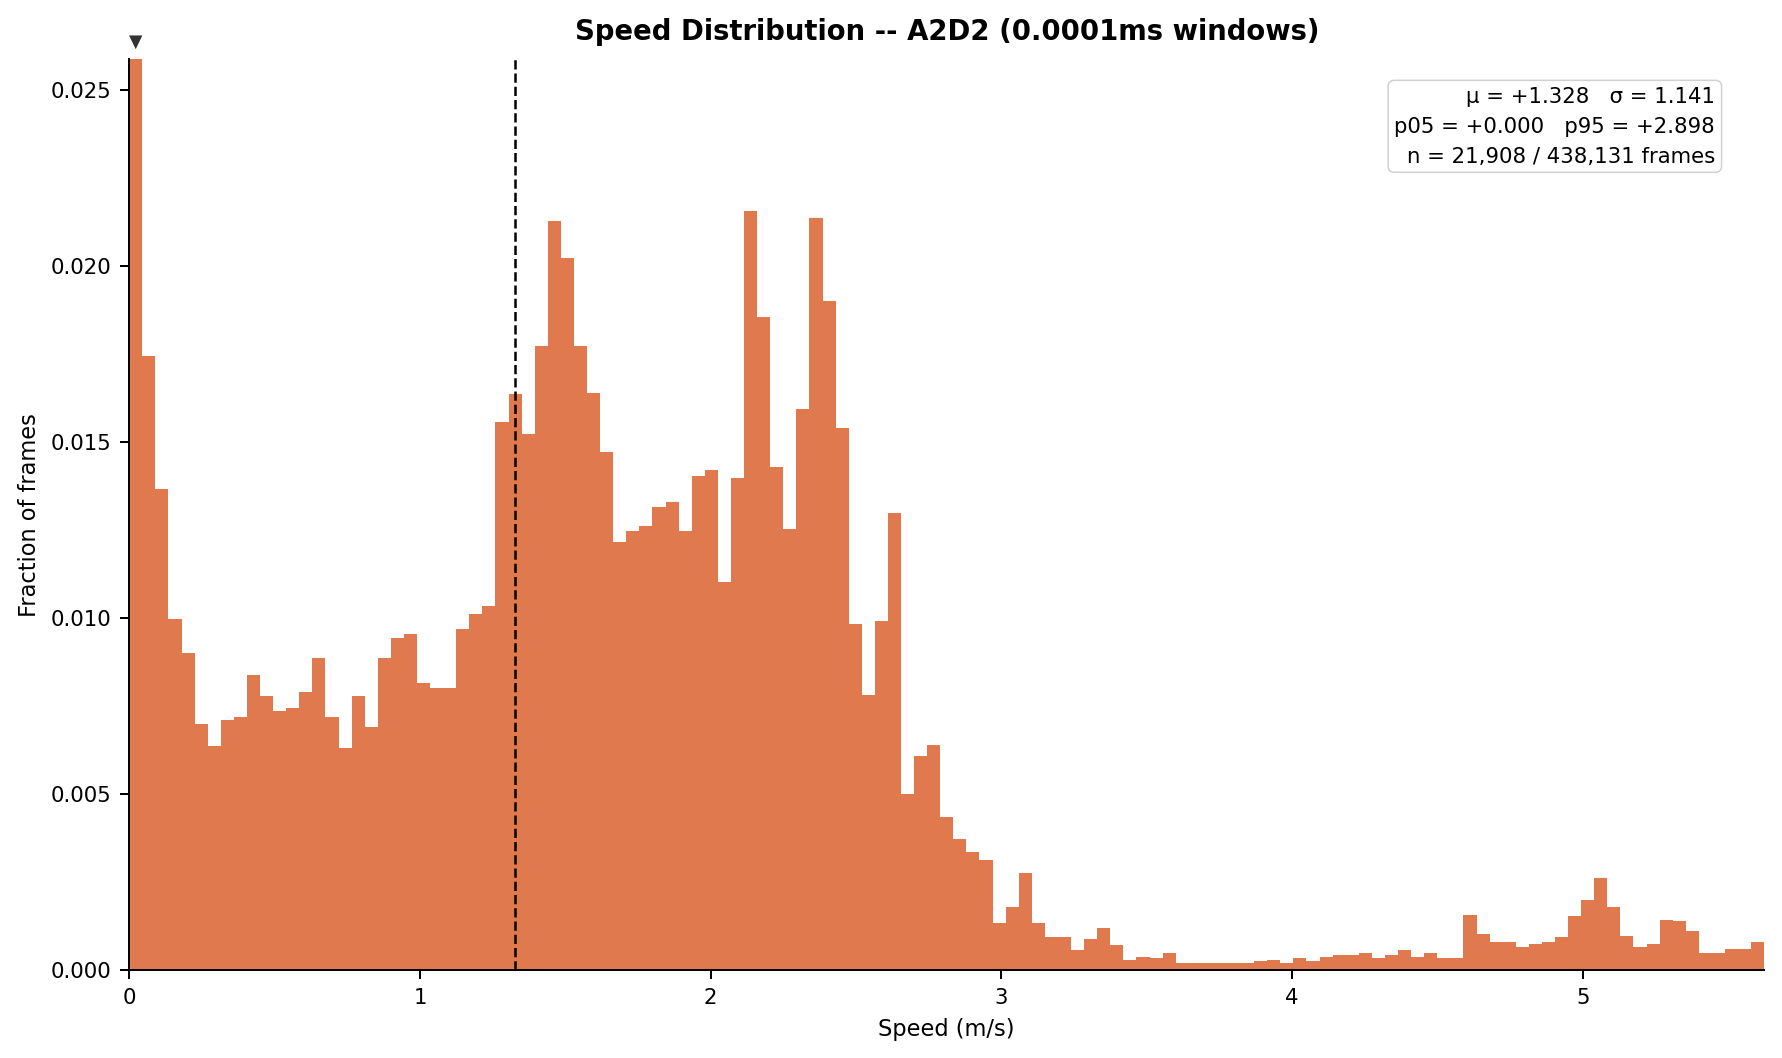 Speed Distribution -- A2D2 (0.0001ms windows)
μ = +1.328   σ = 1.141
p05 = +0.000   p95 = +2.898
n = 21,908 / 438,131 frames
0.025
0.020
0.015
0.010
0.005
0.000
Fraction of frames
0 1 2 3 4 5
Speed (m/s)